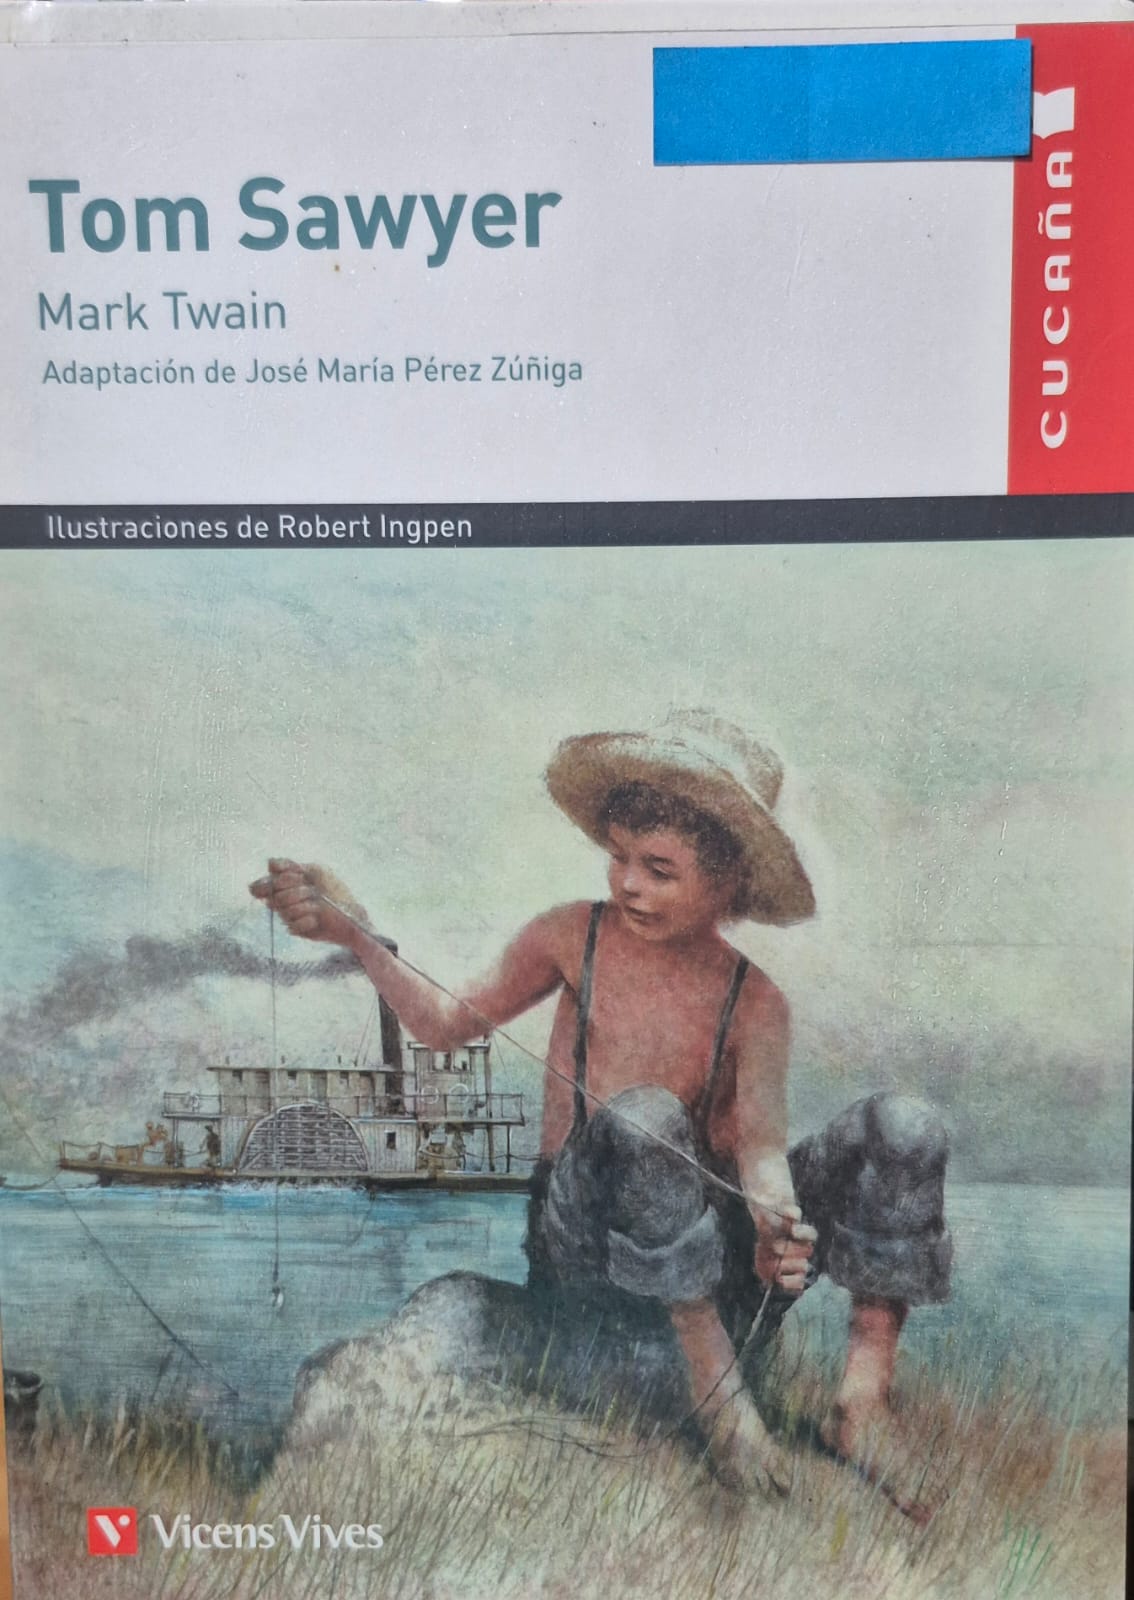 Tom Sawyer
Mark Twain
Adaptación de José María Pérez Zúñiga
CUCAÑA
Ilustraciones de Robert Ingpen
Vicens Vives